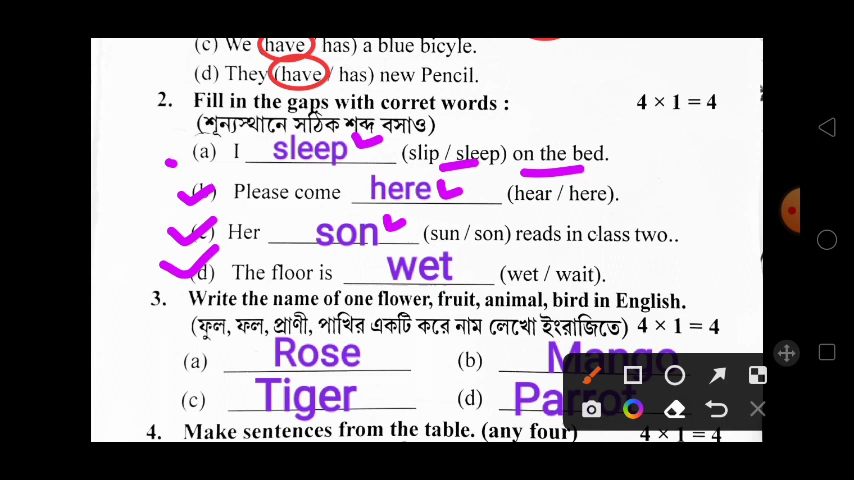 (c) We (have / has) a blue bicyle.
(d) They (have / has) new Pencil.
2. Fill in the gaps with corret words : 4 × 1 = 4
(শূন্যস্থানে সঠিক শব্দ বসাও)
(a) I sleep (slip / sleep) on the bed.
(b) Please come here (hear / here).
(c) Her son (sun / son) reads in class two..
(d) The floor is wet (wet / wait).
3. Write the name of one flower, fruit, animal, bird in English.
(ফুল, ফল, প্রাণী, পাখির একটি করে নাম লেখো ইংরাজিতে) 4 × 1 = 4
(a) Rose (b) Mango
(c) Tiger (d) Parrot
4. Make sentences from the table. (any four) 4 × 1 = 4